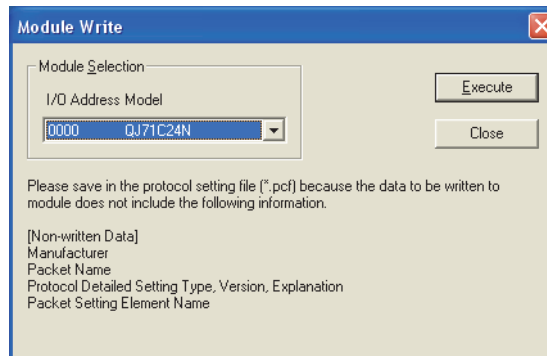 Module Write
Module Selection
I/O Address Model
0000 QJ71C24N
Execute
Close
Please save in the protocol setting file (*.pcf) because the data to be written to
module does not include the following information.
[Non-written Data]
Manufacturer
Packet Name
Protocol Detailed Setting Type, Version, Explanation
Packet Setting Element Name